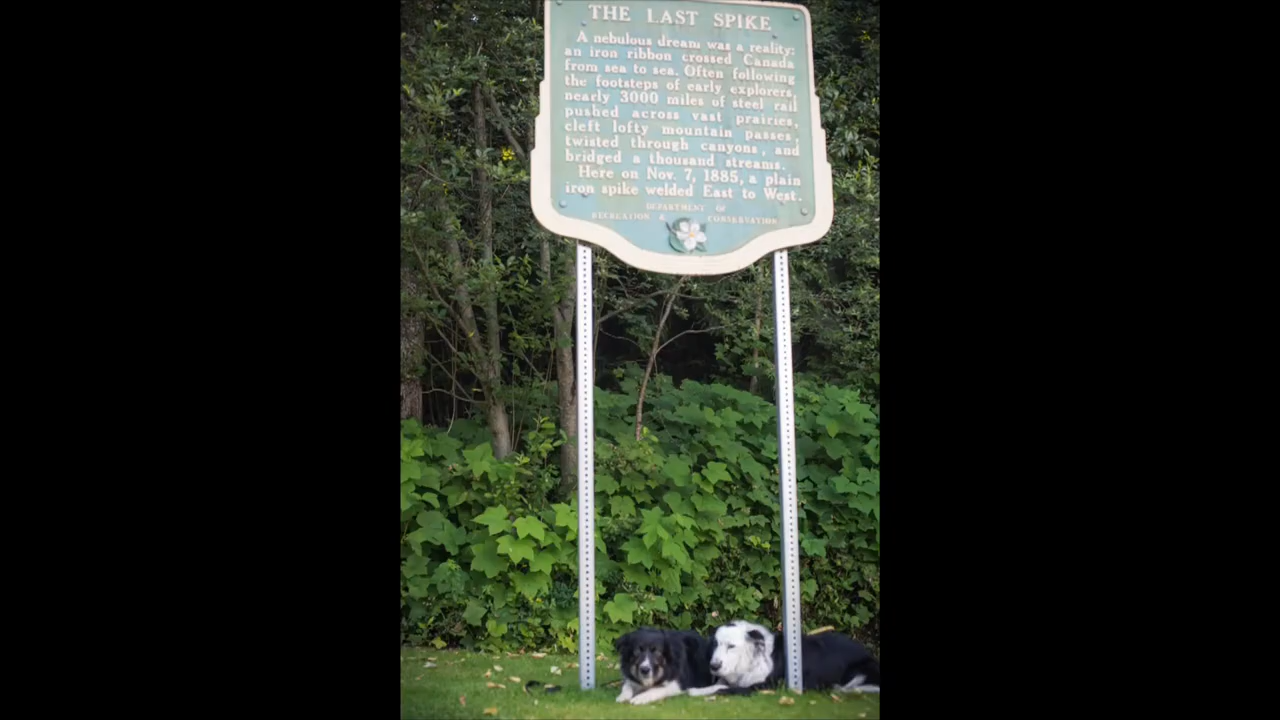 THE LAST SPIKE
A nebulous dream was a reality:
an iron ribbon crossed Canada
from sea to sea. Often following
the footsteps of early explorers,
nearly 3000 miles of steel rail
pushed across vast prairies,
cleft lofty mountain passes,
twisted through canyons, and
bridged a thousand streams.
Here on Nov. 7, 1885, a plain
iron spike welded East to West.
DEPARTMENT OF
RECREATION & CONSERVATION